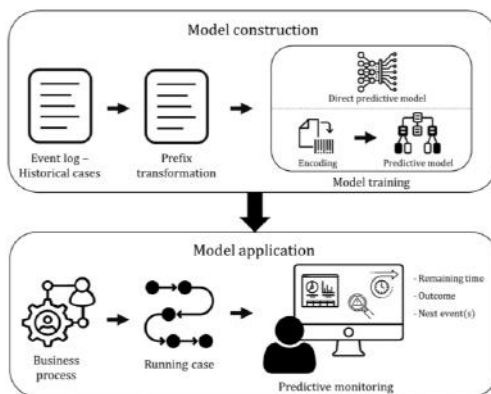 Model construction
Direct predictive model
Event log –
Historical cases
Prefix
transformation
Encoding
Predictive model
Model training
Model application
- Remaining time
- Outcome
- Next event(s)
Business
process
Running case
Predictive monitoring